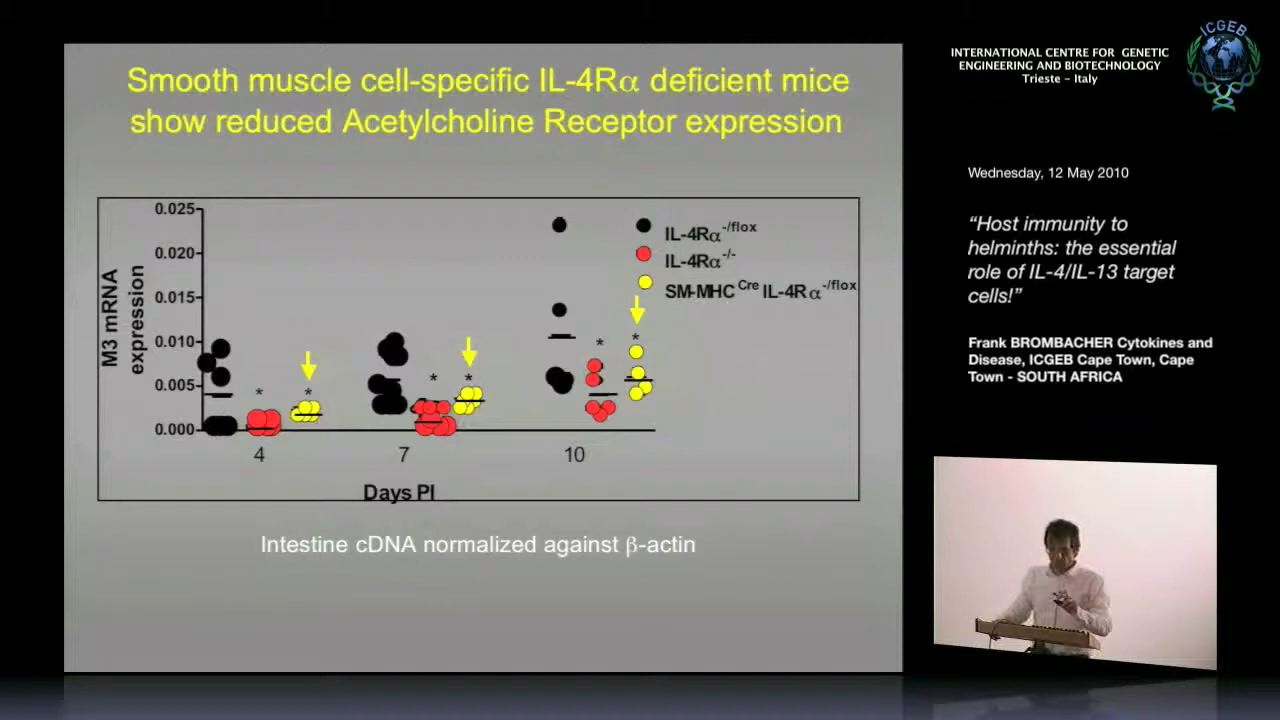 Smooth muscle cell-specific IL-4Rα deficient mice
show reduced Acetylcholine Receptor expression
M3 mRNA
expression
0.025
0.020
0.015
0.010
0.005
0.000
* * * * * *
4 7 10
Days PI
IL-4Rα-/flox
IL-4Rα-/-
SM-MHC Cre IL-4Rα-/flox
Intestine cDNA normalized against β-actin
INTERNATIONAL CENTRE FOR GENETIC
ENGINEERING AND BIOTECHNOLOGY
Trieste - Italy
ICGEB
Wednesday, 12 May 2010
“Host immunity to
helminths: the essential
role of IL-4/IL-13 target
cells!”
Frank BROMBACHER Cytokines and
Disease, ICGEB Cape Town, Cape
Town - SOUTH AFRICA